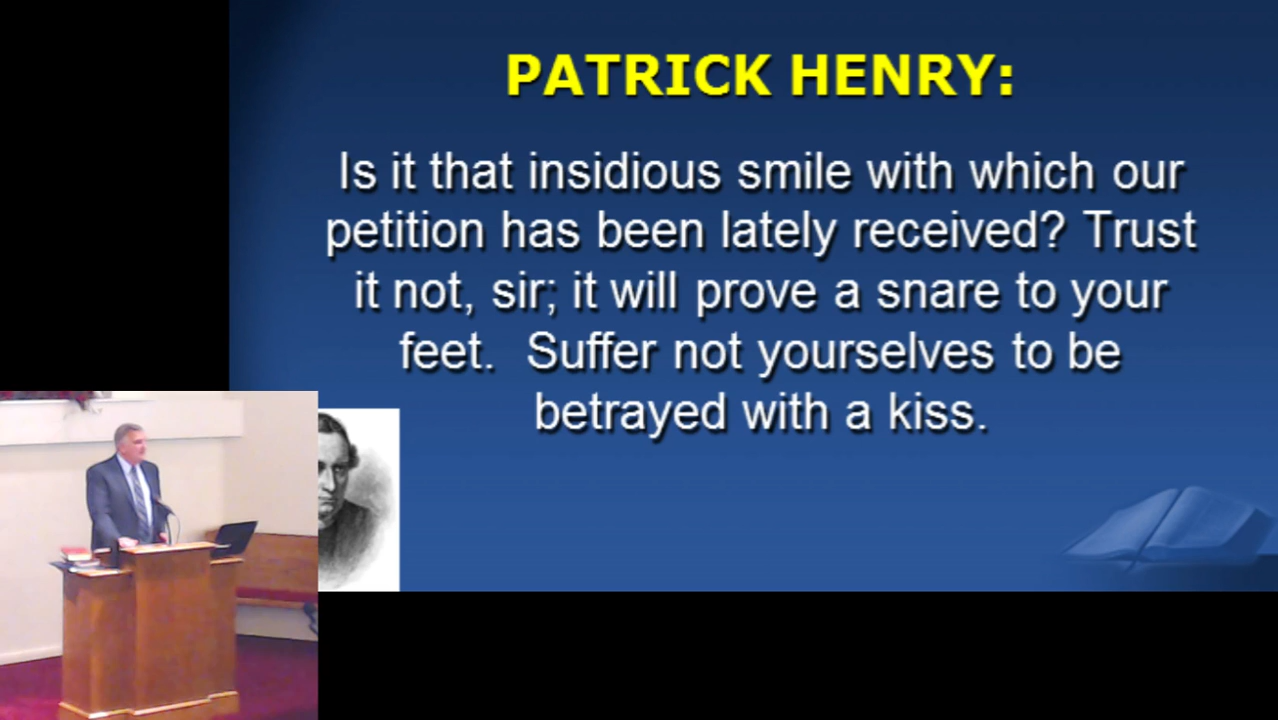 PATRICK HENRY:
Is it that insidious smile with which our
petition has been lately received? Trust
it not, sir; it will prove a snare to your
feet. Suffer not yourselves to be
betrayed with a kiss.